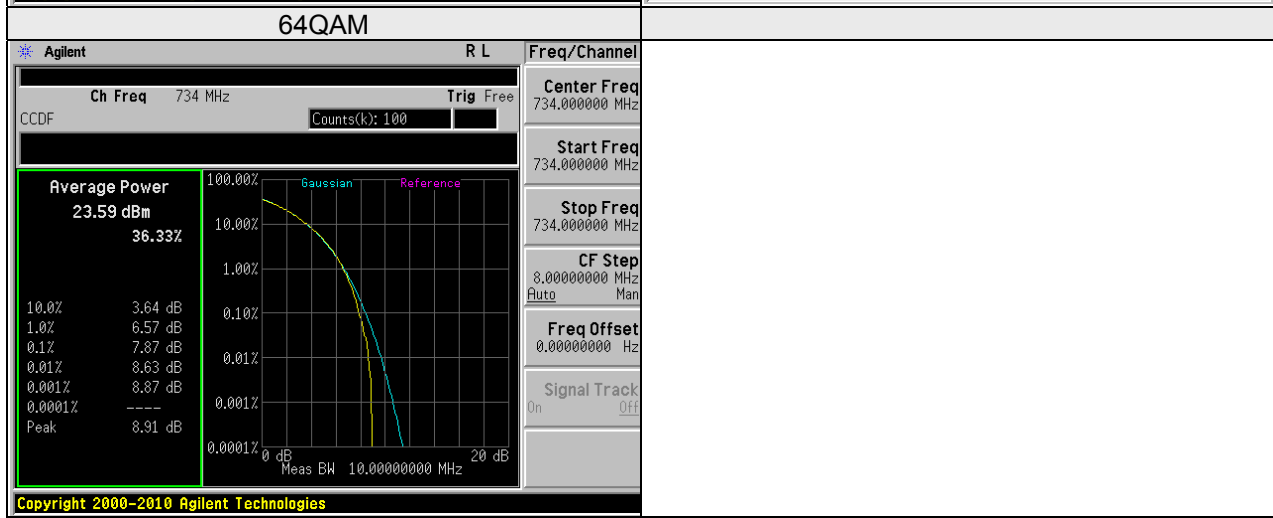 64QAM
Agilent R L Freq/Channel
Ch Freq 734 MHz Trig Free
CCDF Counts(k): 100
Center Freq
734.000000 MHz
Start Freq
734.000000 MHz
Stop Freq
734.000000 MHz
CF Step
8.00000000 MHz
Auto Man
Freq Offset
0.00000000 Hz
Signal Track
On Off
Average Power
23.59 dBm
36.33%
10.0% 3.64 dB
1.0% 6.57 dB
0.1% 7.87 dB
0.01% 8.63 dB
0.001% 8.87 dB
0.0001% ----
Peak 8.91 dB
Gaussian Reference
100.00%
10.00%
1.00%
0.10%
0.01%
0.001%
0.0001%
0 dB 20 dB
Meas BW 10.00000000 MHz
Copyright 2000-2010 Agilent Technologies